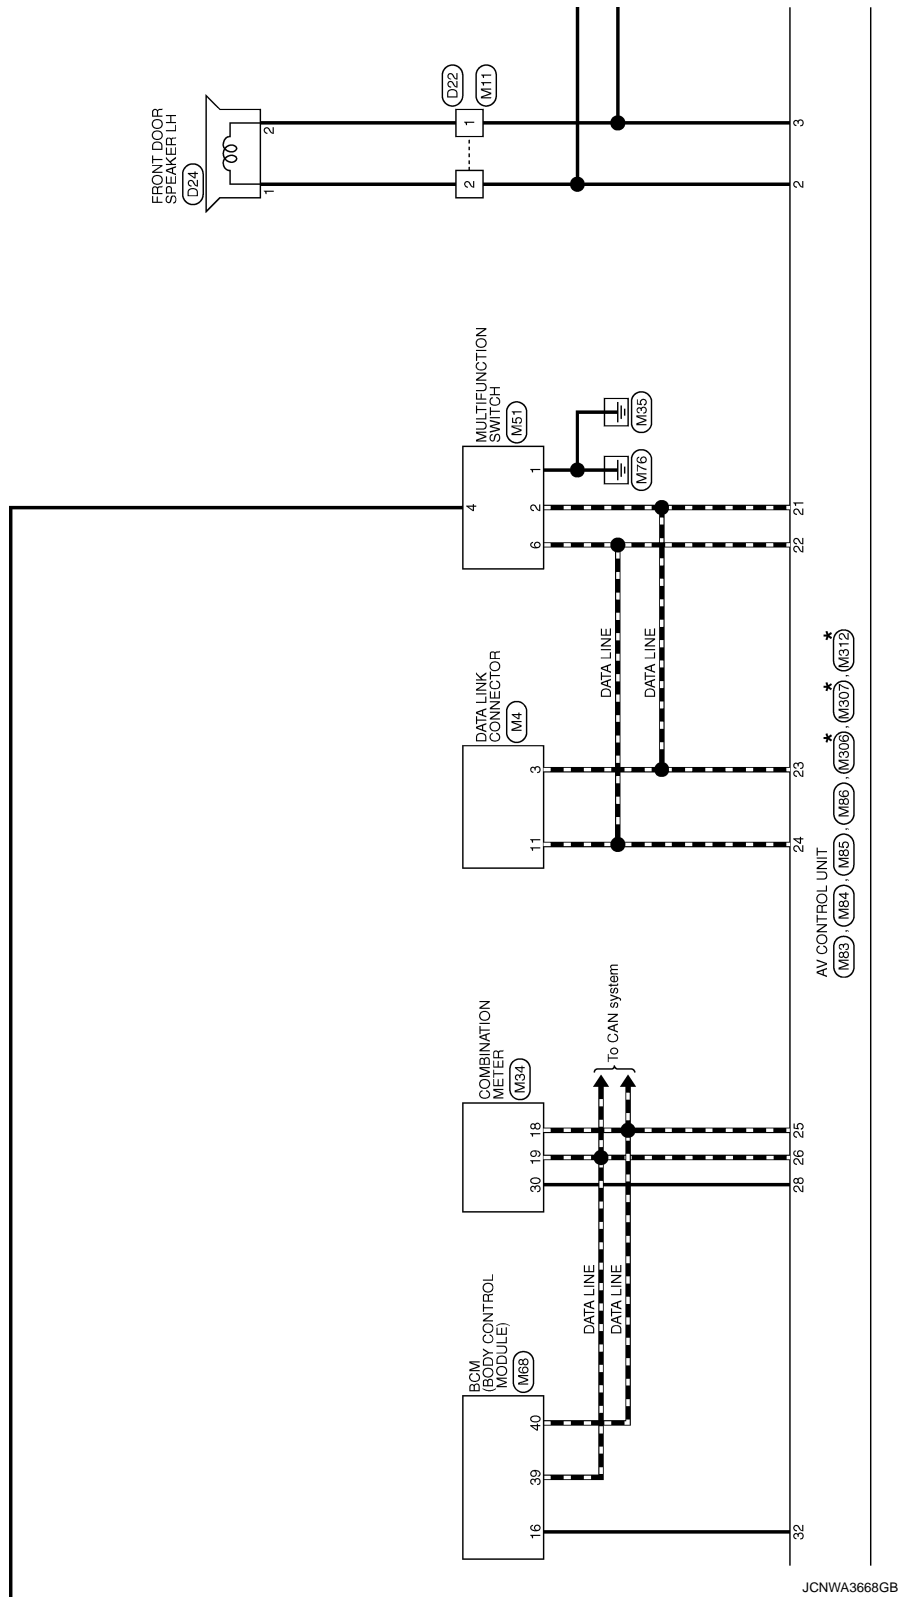 FRONT DOOR
SPEAKER LH
D24
2
1
D22
M11
1
2
3
2
MULTIFUNCTION
SWITCH
M51
4
1
2
6
M35
M76
21
22
DATA LINE
DATA LINE
DATA LINK
CONNECTOR
M4
3
11
23
24
AV CONTROL UNIT
M83 , M84 , M85 , M86 , M306* , M307* , M312*
COMBINATION
METER
M34
18
19
30
To CAN system
25
26
28
BCM
(BODY CONTROL
MODULE)
M68
40
39
16
DATA LINE
DATA LINE
32
JCNWA3668GB